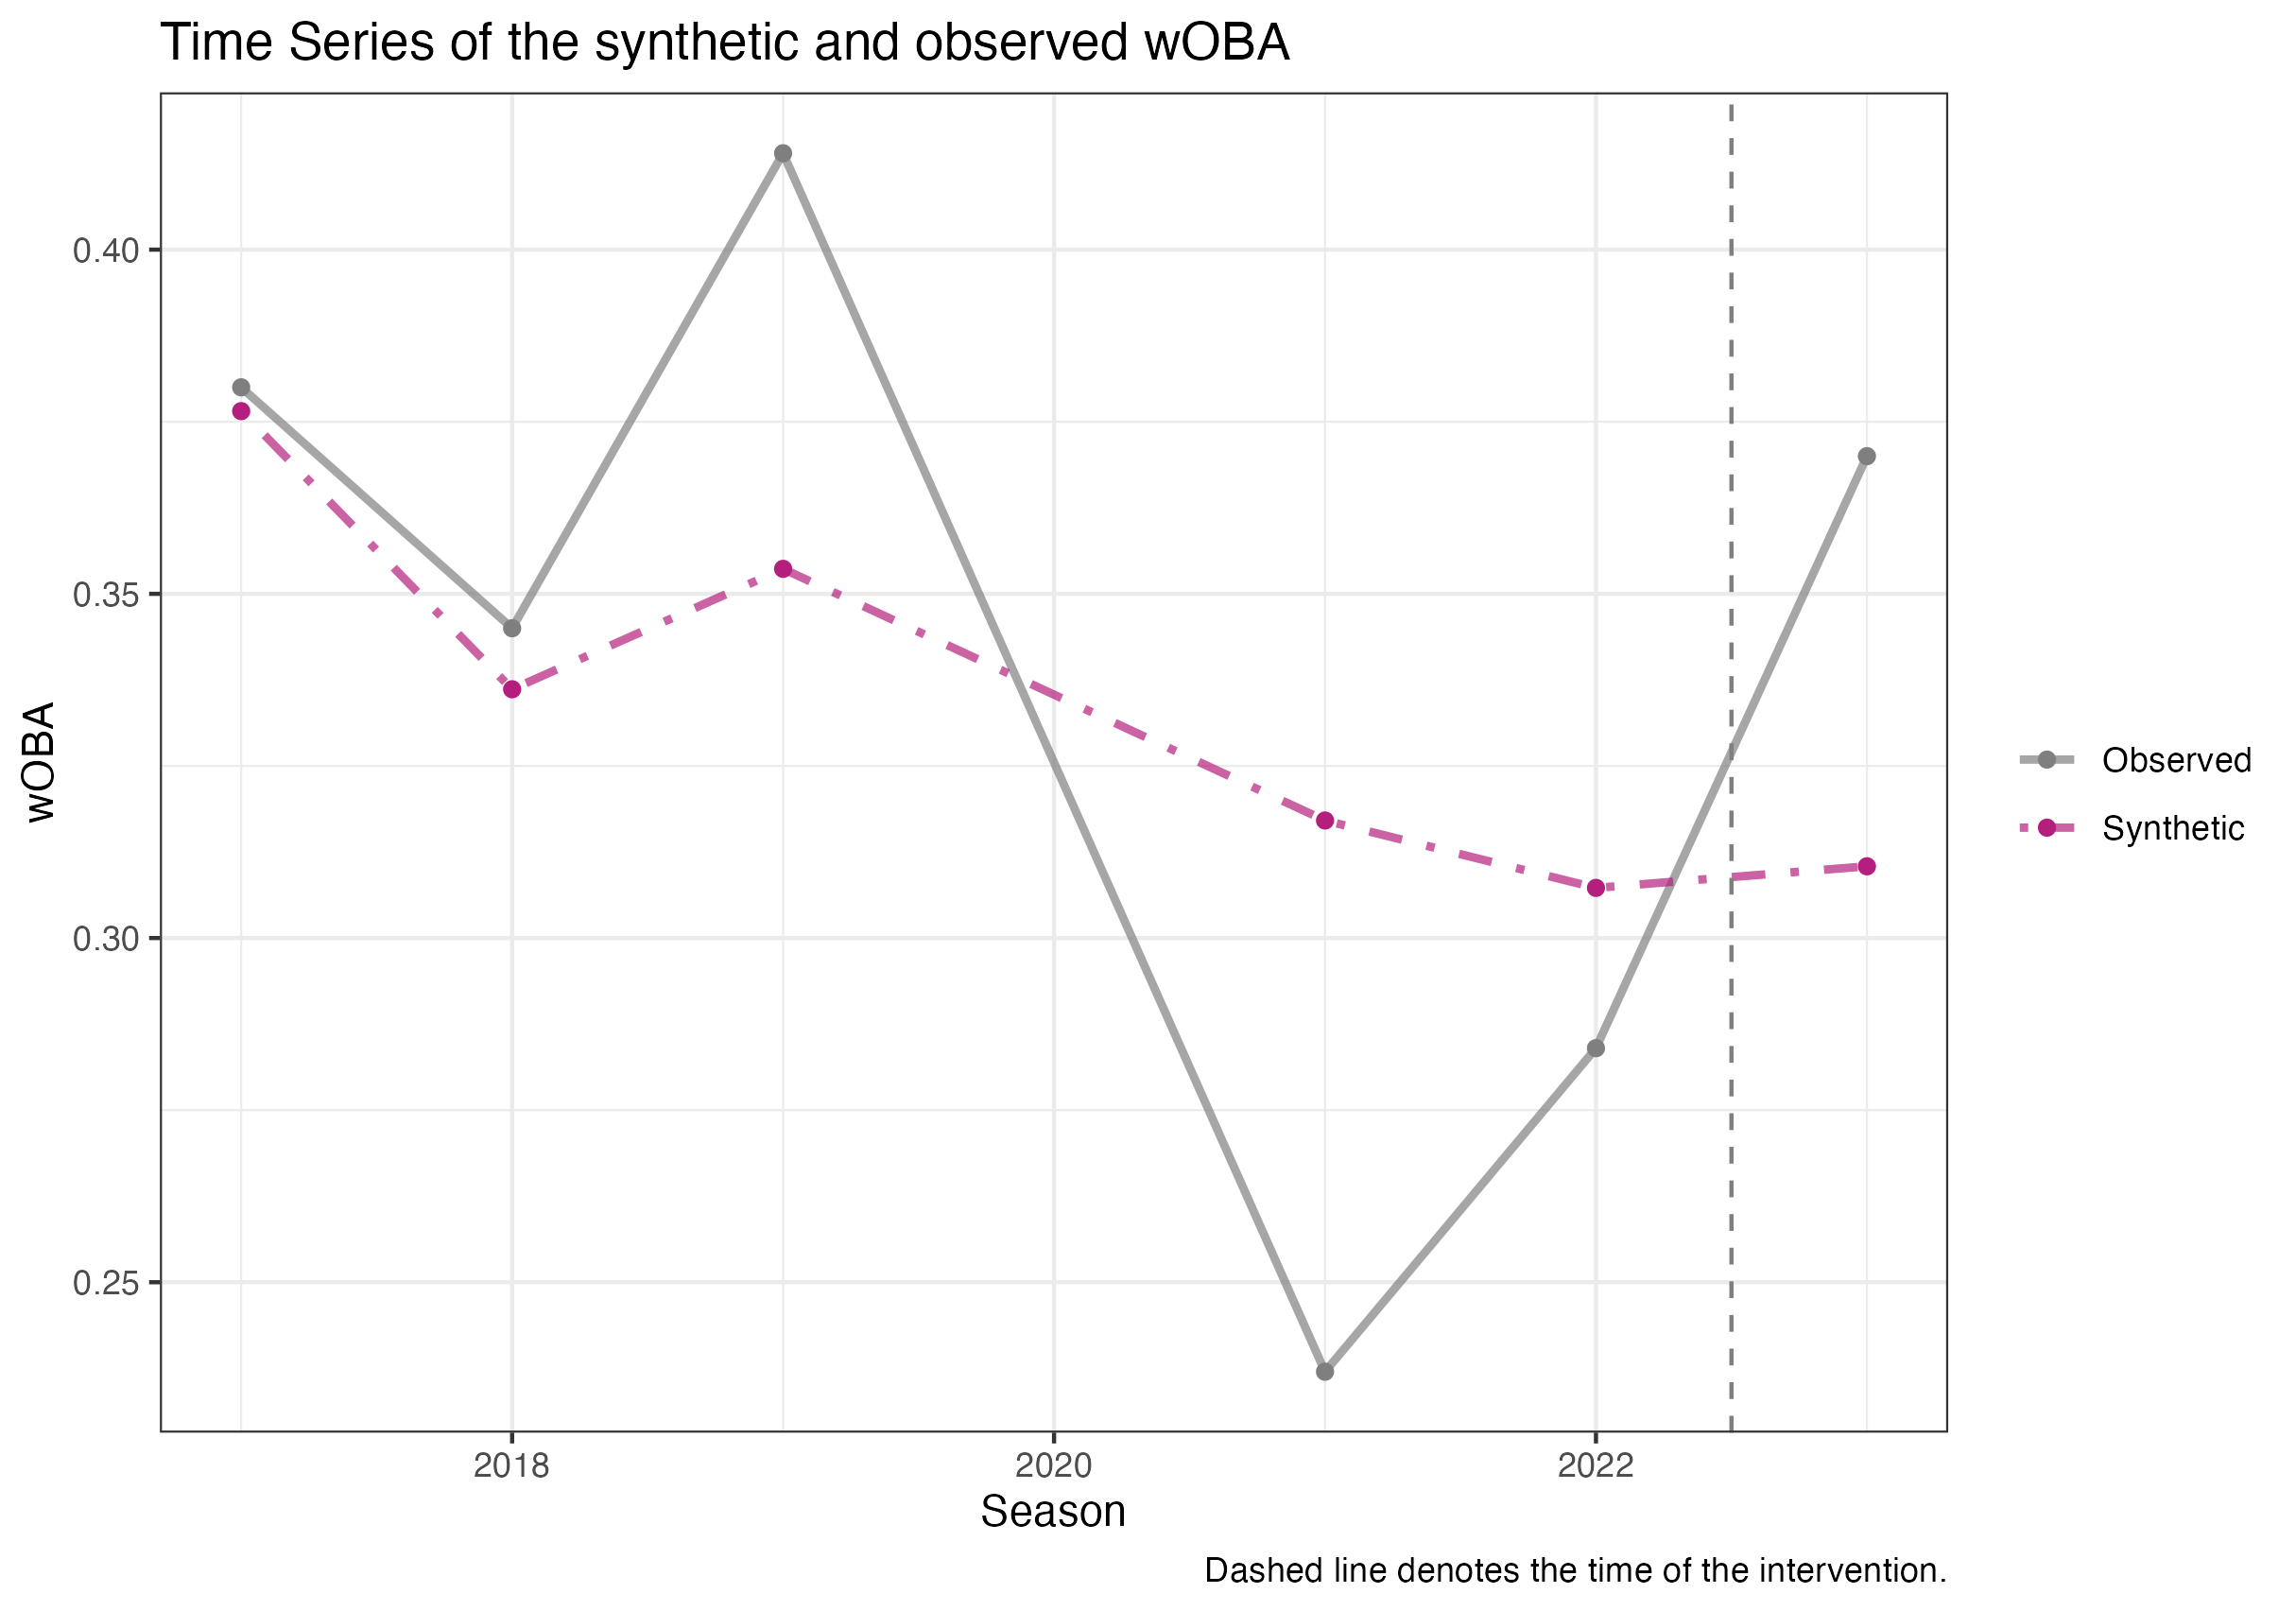 Time Series of the synthetic and observed wOBA
wOBA
0.40
0.35
0.30
0.25
2018
2020
2022
Season
Observed
Synthetic
Dashed line denotes the time of the intervention.